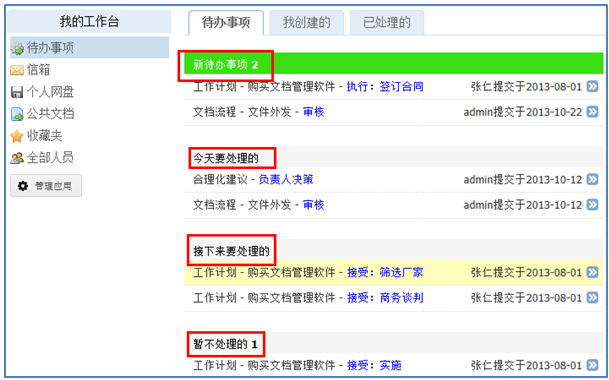 我的工作台
待办事项
信箱
个人网盘
公共文档
收藏夹
全部人员
管理应用
待办事项 我创建的 已处理的
新待办事项 2
工作计划 - 购买文档管理软件 - 执行：签订合同 张仁提交于2013-08-01
文档流程 - 文件外发 - 审核 admin提交于2013-10-22
今天要处理的
合理化建议 - 负责人决策 admin提交于2013-10-12
文档流程 - 文件外发 - 审核 admin提交于2013-10-12
接下来要处理的
工作计划 - 购买文档管理软件 - 接受：筛选厂家 张仁提交于2013-08-01
工作计划 - 购买文档管理软件 - 接受：商务谈判 张仁提交于2013-08-01
暂不处理的 1
工作计划 - 购买文档管理软件 - 接受：实施 张仁提交于2013-08-01